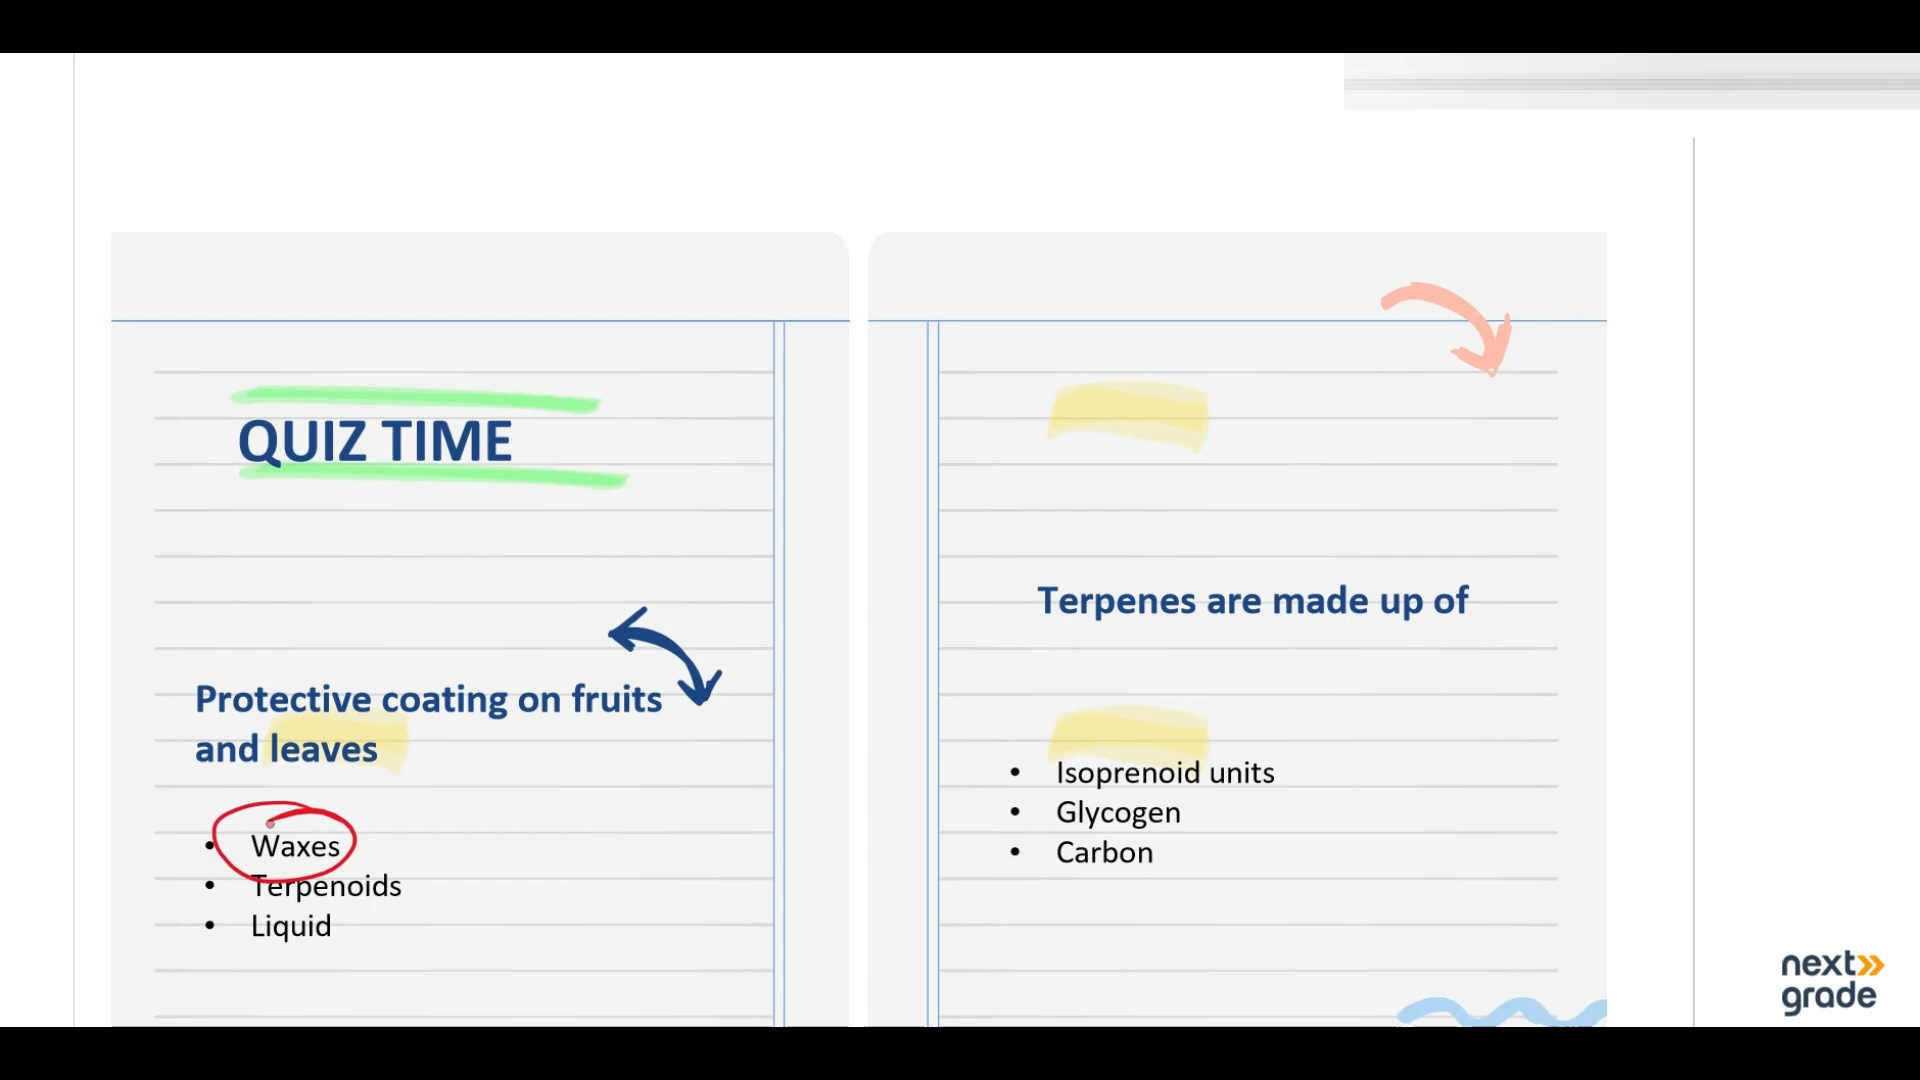 QUIZ TIME
Protective coating on fruits
and leaves
• Waxes
• Terpenoids
• Liquid
Terpenes are made up of
• Isoprenoid units
• Glycogen
• Carbon
next
grade